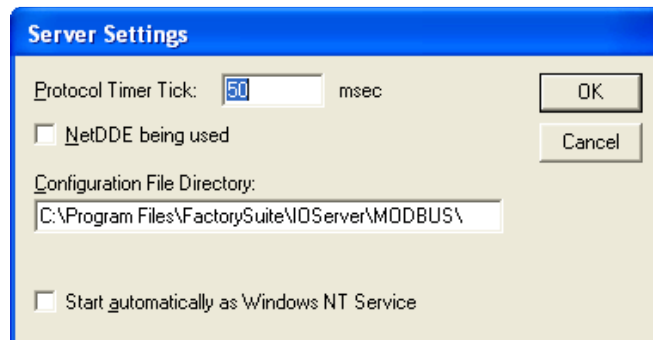 Server Settings
Protocol Timer Tick: 50 msec
OK
NetDDE being used
Cancel
Configuration File Directory:
C:\Program Files\FactorySuite\IOServer\MODBUS\
Start automatically as Windows NT Service